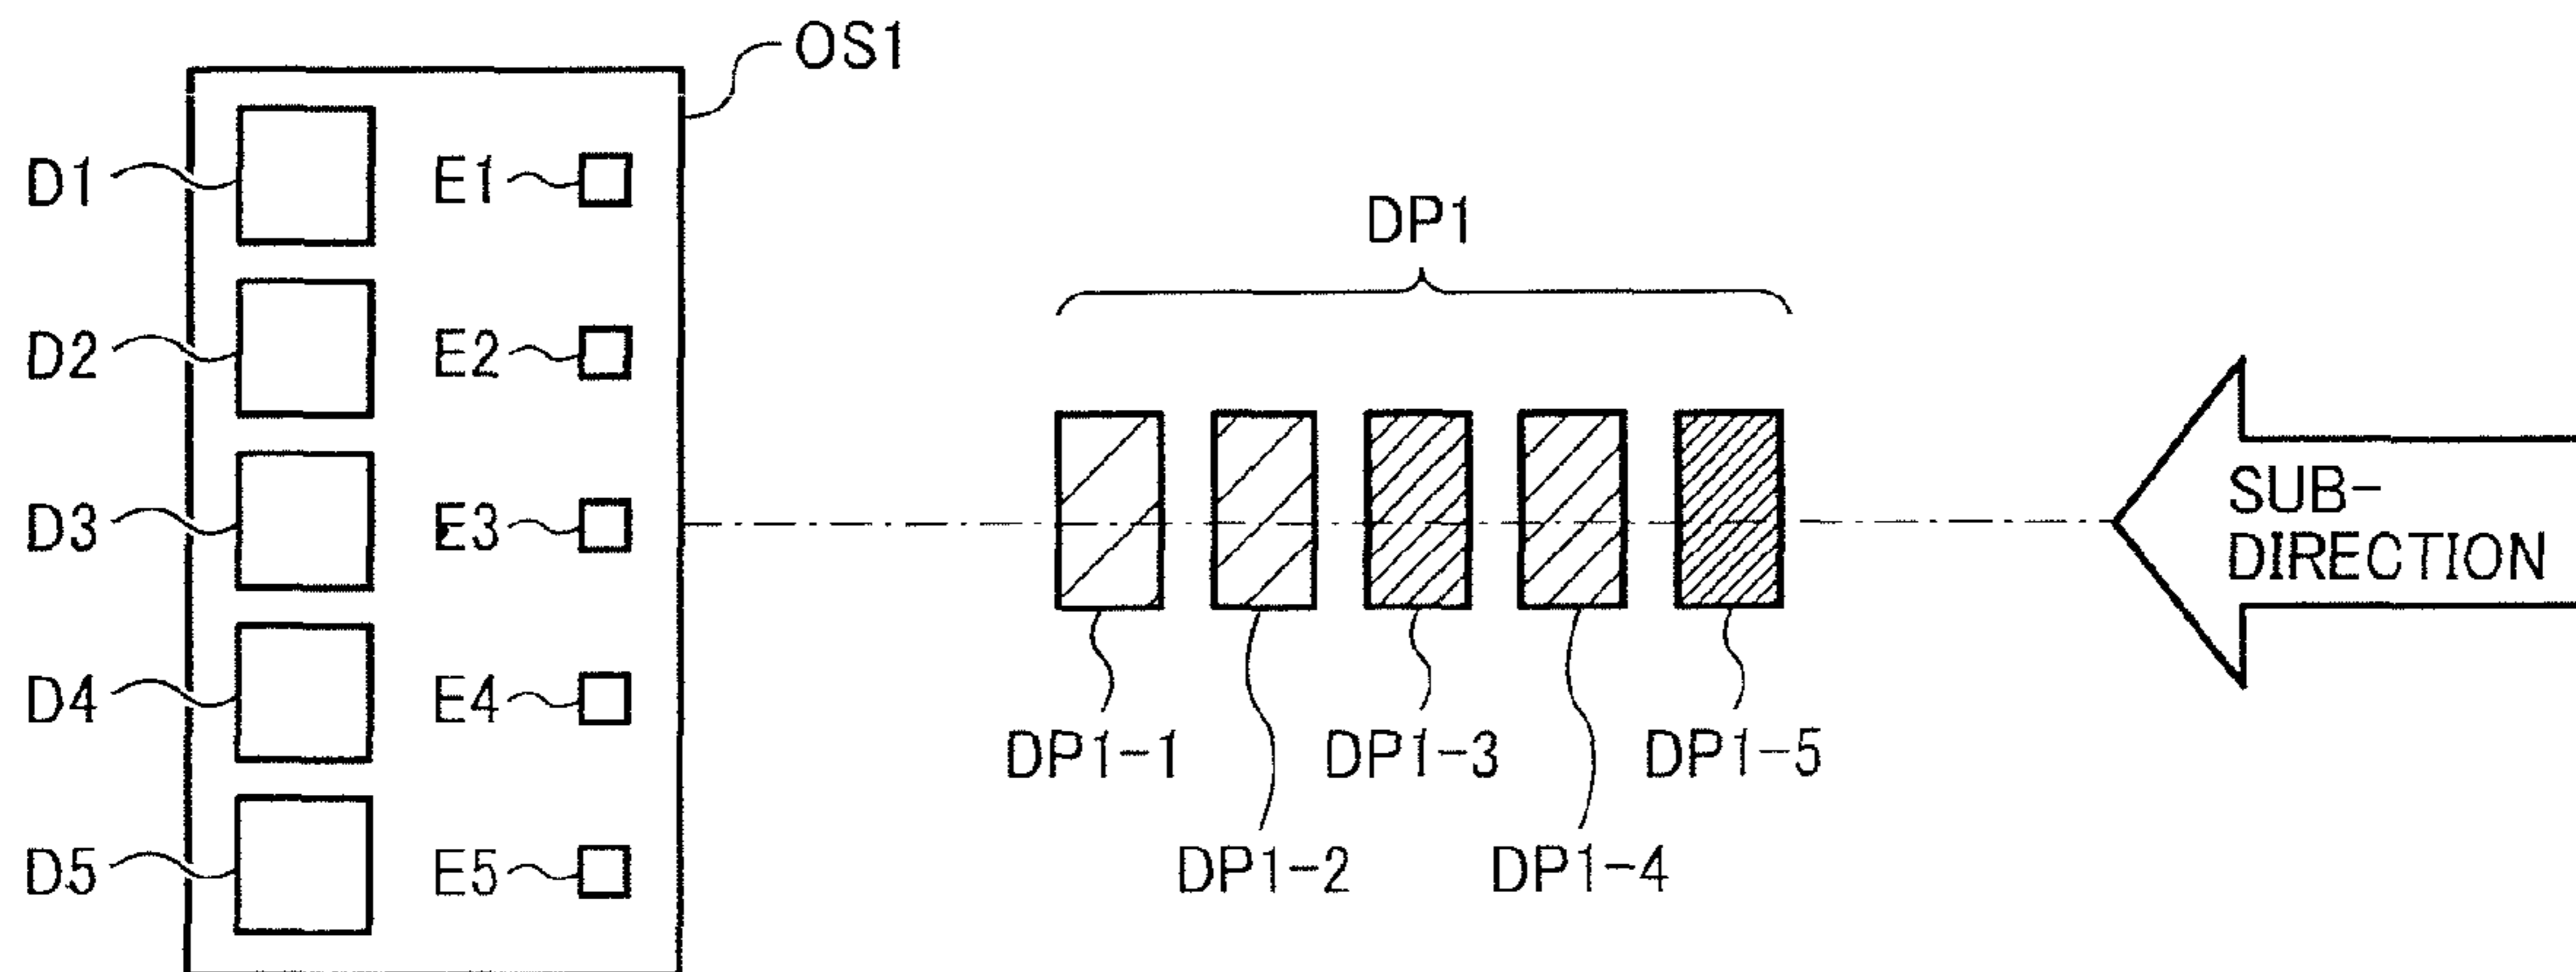 OS1
D1
E1
D2
E2
D3
E3
D4
E4
D5
E5
DP1
DP1-1
DP1-2
DP1-3
DP1-4
DP1-5
SUB-
DIRECTION